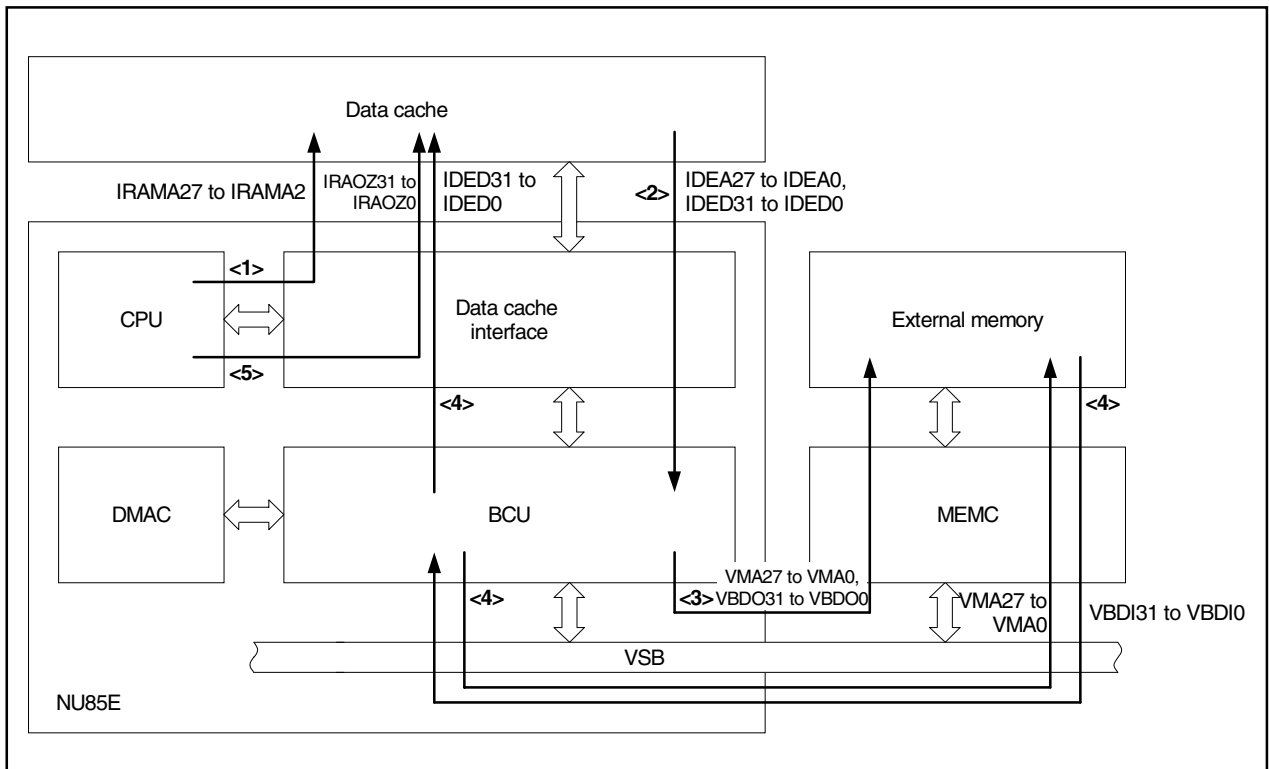 Data cache
IRAMA27 to IRAMA2
IRAOZ31 to
IRAOZ0
IDED31 to
IDED0
<2>
IDEA27 to IDEA0,
IDED31 to IDED0
<1>
CPU
<5>
Data cache
interface
External memory
<4>
<4>
DMAC
BCU
MEMC
<4>
<3>
VMA27 to VMA0,
VBDO31 to VBDO0
VMA27 to
VMA0
VBDI31 to VBDI0
VSB
NU85E